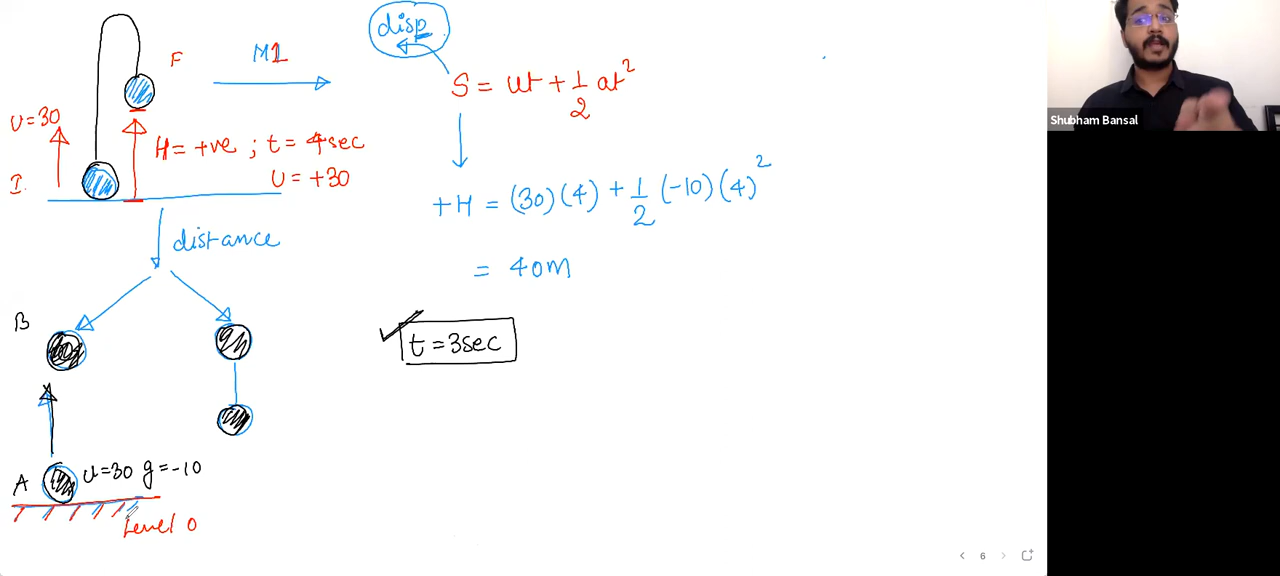 disp
F
M1
S = ut + 1/2 at²
U=30
H = +ve ; t = 4sec
I.
U = +30
+H = (30)(4) + 1/2 (-10)(4)²
distance
= 40m
B
t = 3sec
A
u=30 g=-10
Level 0
6
Shubham Bansal